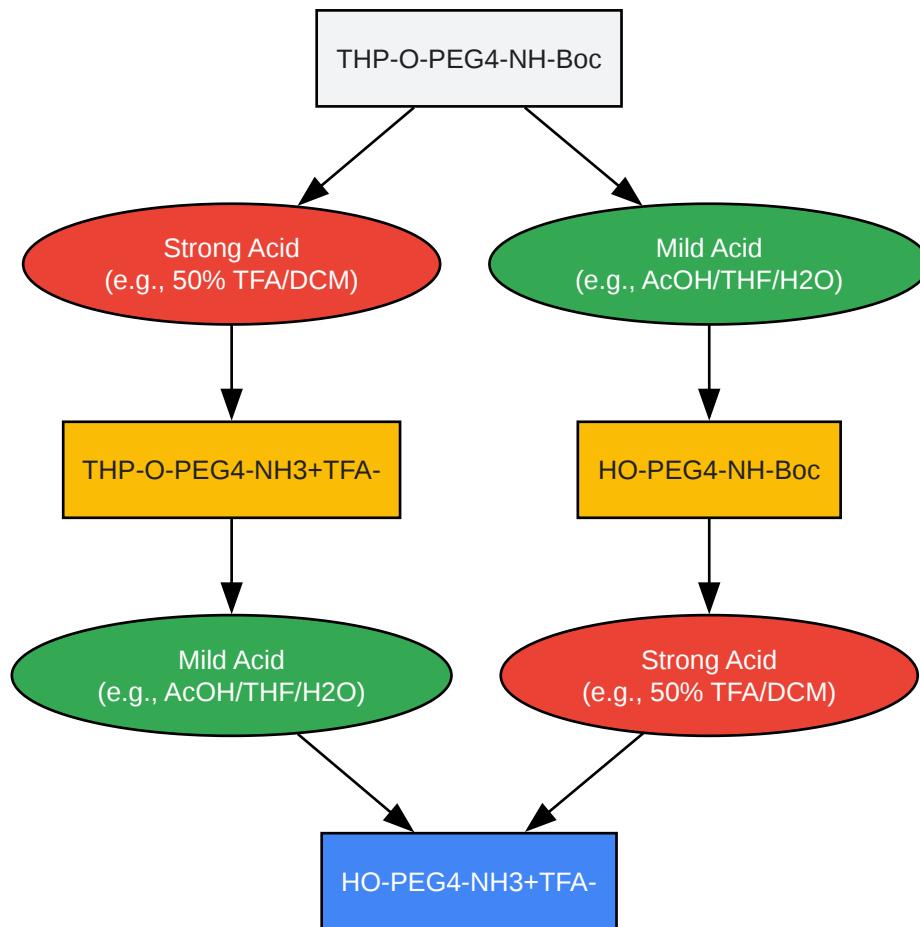 THP-O-PEG4-NH-Boc
Strong Acid
(e.g., 50% TFA/DCM)
Mild Acid
(e.g., AcOH/THF/H2O)
THP-O-PEG4-NH3+TFA-
HO-PEG4-NH-Boc
Mild Acid
(e.g., AcOH/THF/H2O)
Strong Acid
(e.g., 50% TFA/DCM)
HO-PEG4-NH3+TFA-